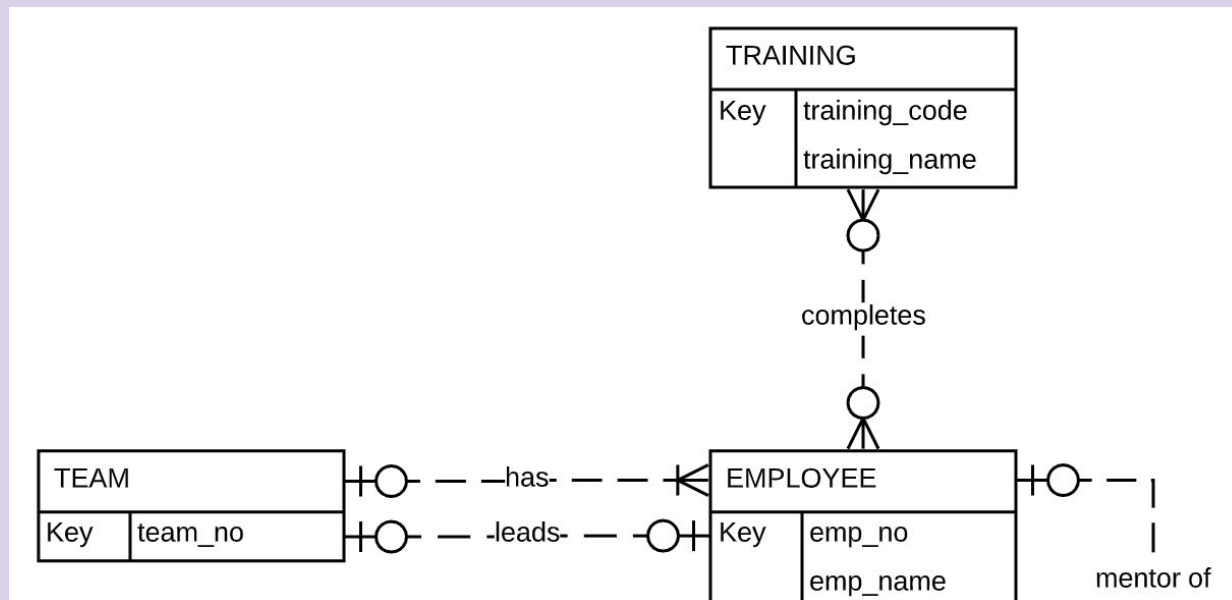 TRAINING
Key training_code
training_name
completes
TEAM
has
EMPLOYEE
Key team_no
leads
Key emp_no
emp_name
mentor of